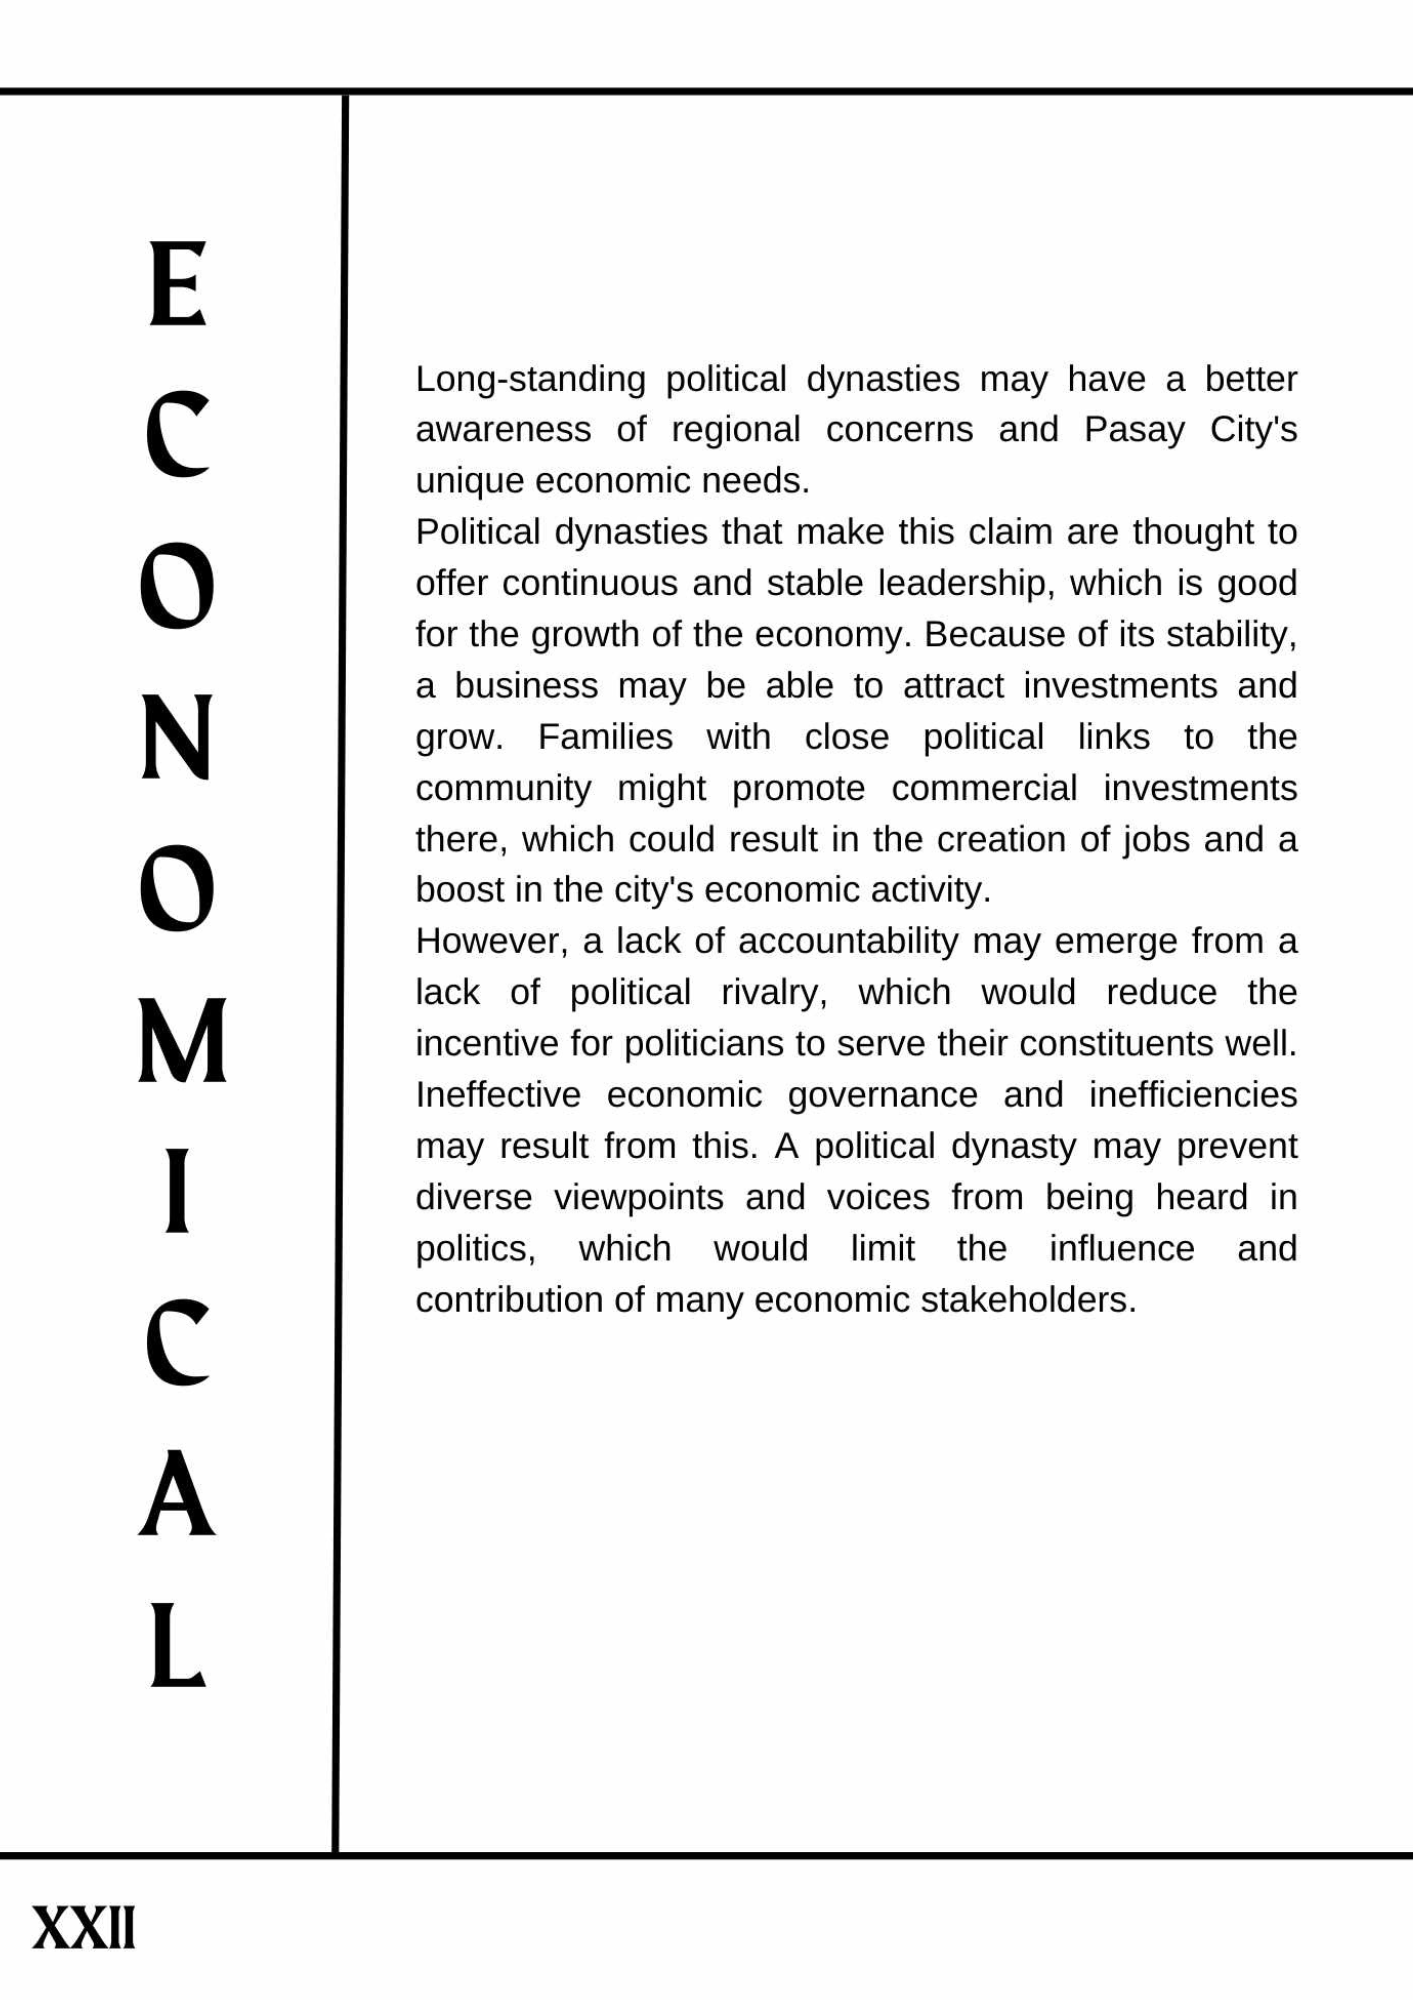 ECONOMICAL
Long-standing political dynasties may have a better
awareness of regional concerns and Pasay City's
unique economic needs.
Political dynasties that make this claim are thought to
offer continuous and stable leadership, which is good
for the growth of the economy. Because of its stability,
a business may be able to attract investments and
grow. Families with close political links to the
community might promote commercial investments
there, which could result in the creation of jobs and a
boost in the city's economic activity.
However, a lack of accountability may emerge from a
lack of political rivalry, which would reduce the
incentive for politicians to serve their constituents well.
Ineffective economic governance and inefficiencies
may result from this. A political dynasty may prevent
diverse viewpoints and voices from being heard in
politics, which would limit the influence and
contribution of many economic stakeholders.
XXII